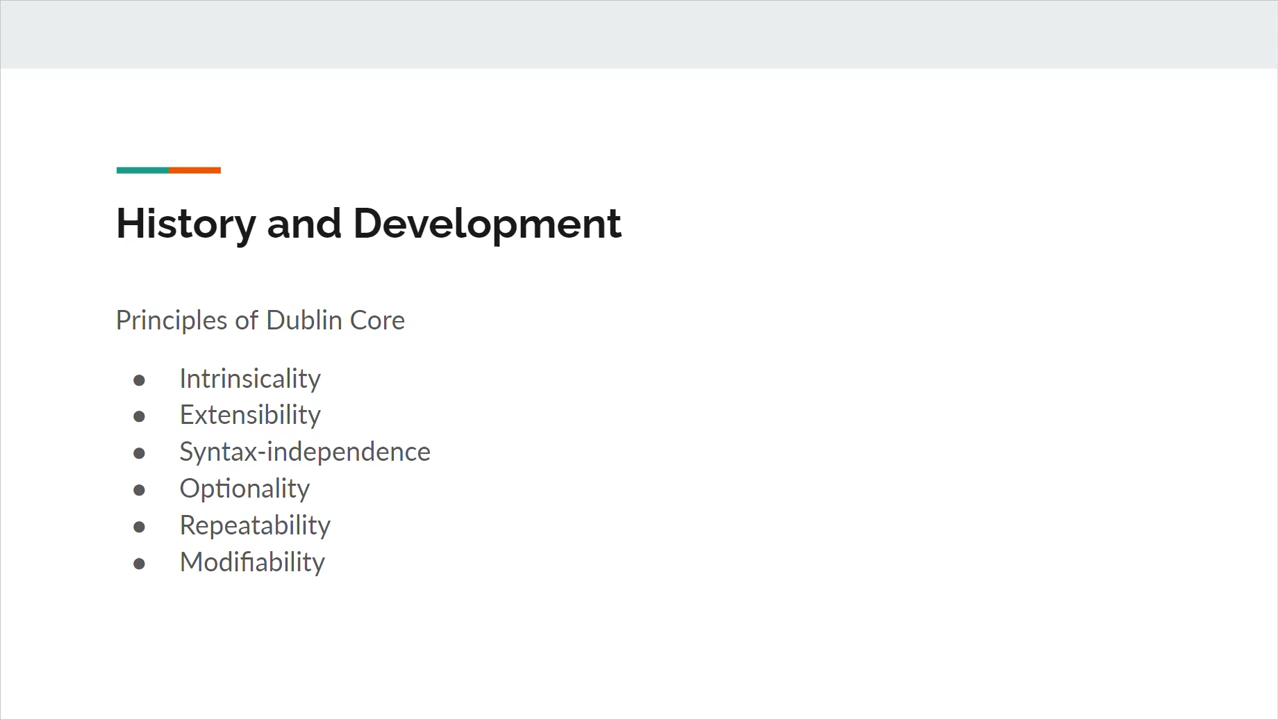 History and Development
Principles of Dublin Core
● Intrinsicality
● Extensibility
● Syntax-independence
● Optionality
● Repeatability
● Modifiability